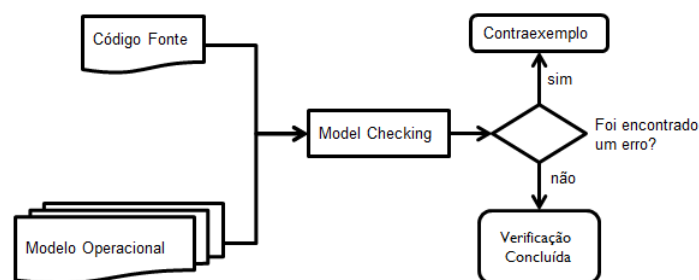 Código Fonte
Contraexemplo
sim
Model Checking
Foi encontrado
um erro?
não
Modelo Operacional
Verificação
Concluída